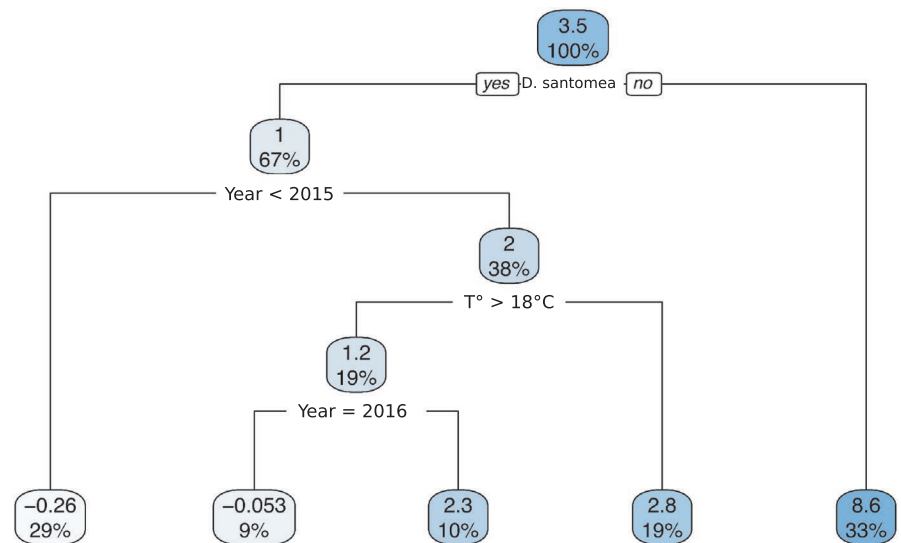 3.5
100%
yes D. santomea no
1
67%
Year < 2015
2
38%
T° > 18°C
1.2
19%
Year = 2016
−0.26 −0.053 2.3 2.8 8.6
29% 9% 10% 19% 33%